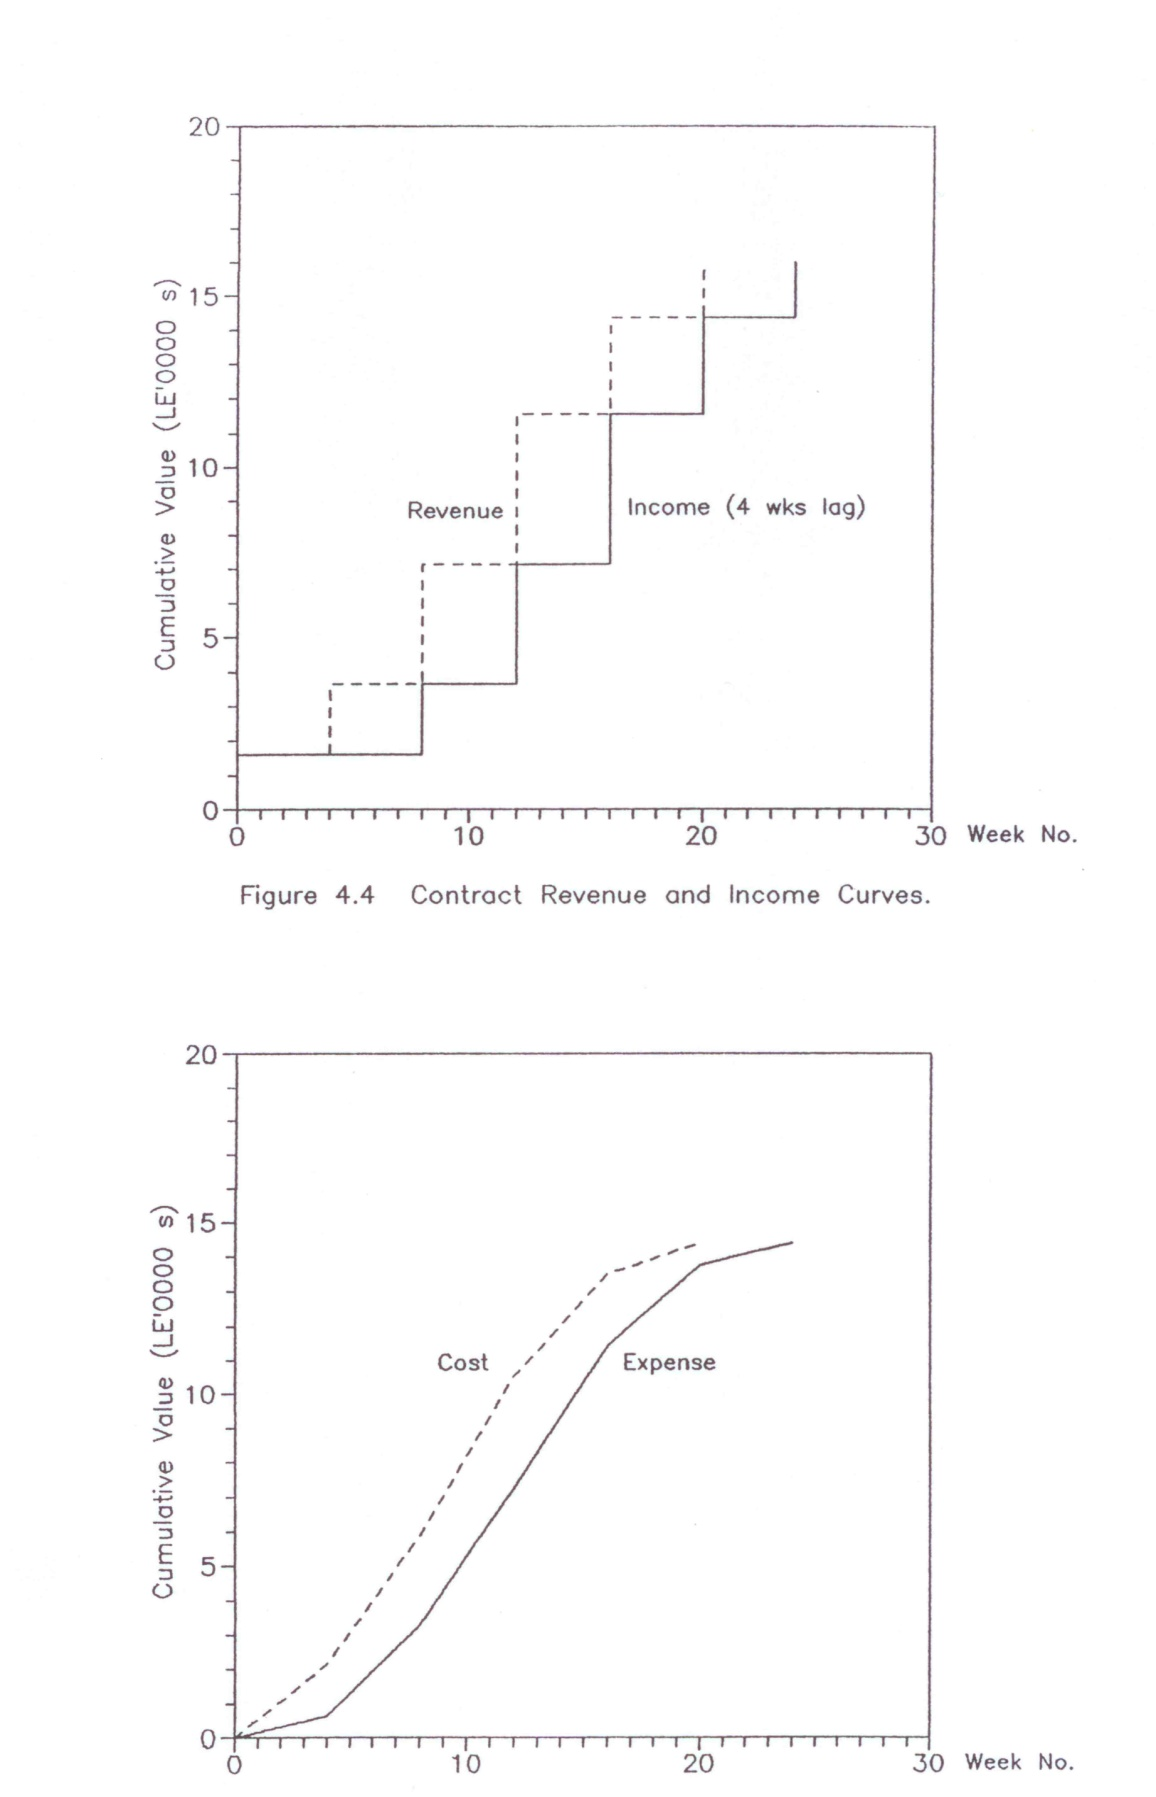 20
15
10
5
0
Cumulative Value (LE'0000 s)
Revenue
Income (4 wks lag)
0 10 20 30 Week No.
Figure 4.4 Contract Revenue and Income Curves.
20
15
10
5
0
Cumulative Value (LE'0000 s)
Cost
Expense
0 10 20 30 Week No.